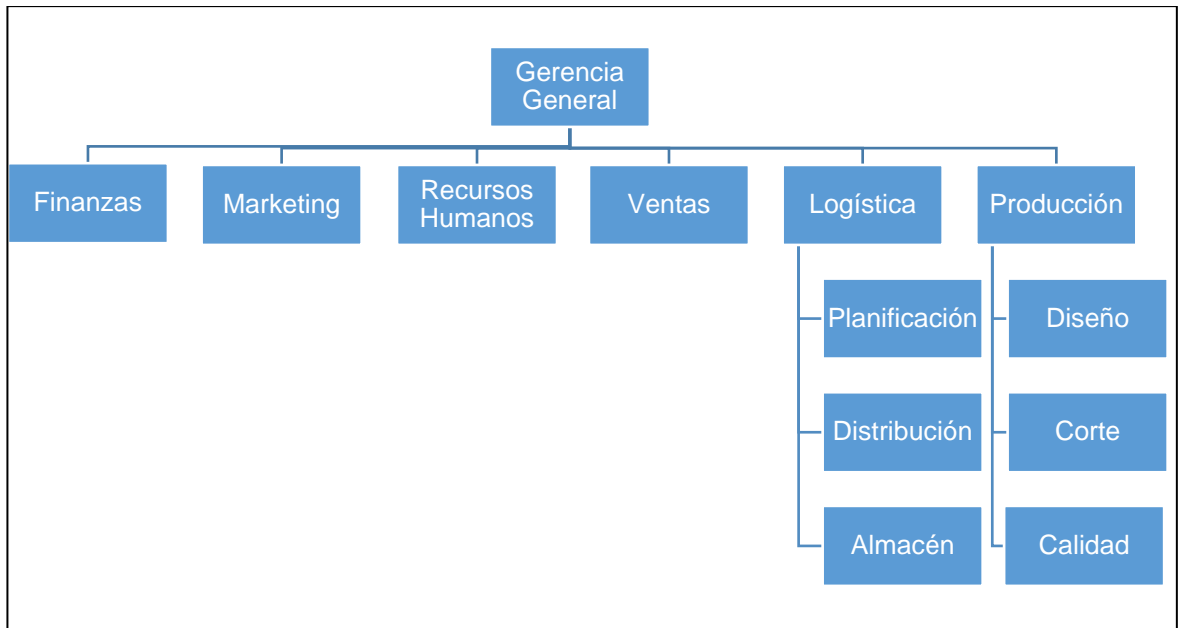 Gerencia
General
Finanzas
Marketing
Recursos
Humanos
Ventas
Logística
Producción
Planificación
Diseño
Distribución
Corte
Almacén
Calidad